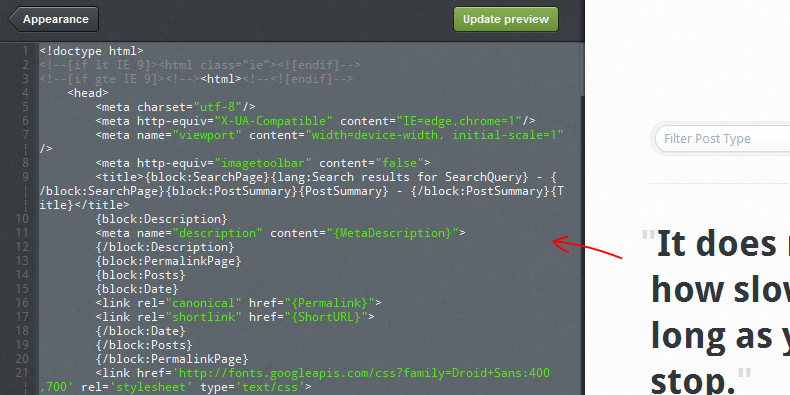 Appearance
Update preview
1 <!doctype html>
2 <!--[if lt IE 9]><html class="ie"><![endif]-->
3 <!--[if gte IE 9]><!--><html><!--<![endif]-->
4 <head>
5 <meta charset="utf-8"/>
6 <meta http-equiv="X-UA-Compatible" content="IE=edge,chrome=1"/>
7 <meta name="viewport" content="width=device-width, initial-scale=1"
/>
8 <meta http-equiv="imagetoolbar" content="false">
9 <title>{block:SearchPage}{lang:Search results for SearchQuery} - {
/block:SearchPage}{block:PostSummary}{PostSummary} - {/block:PostSummary}{T
itle}</title>
10 {block:Description}
11 <meta name="description" content="{MetaDescription}">
12 {/block:Description}
13 {block:PermalinkPage}
14 {block:Posts}
15 {block:Date}
16 <link rel="canonical" href="{Permalink}">
17 <link rel="shortlink" href="{ShortURL}">
18 {/block:Date}
19 {/block:Posts}
20 {/block:PermalinkPage}
21 <link href='http://fonts.googleapis.com/css?family=Droid+Sans:400
,700' rel='stylesheet' type='text/css'>
Filter Post Type
"It does
how slow
long as y
stop."